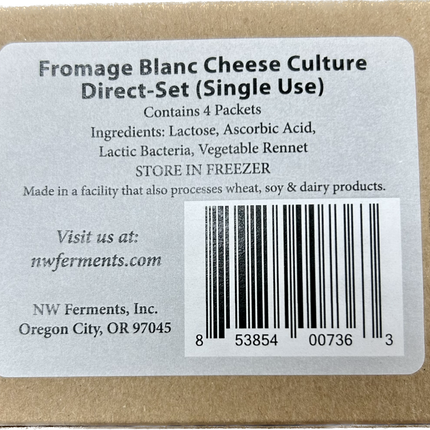 Fromage Blanc Cheese Culture
Direct-Set (Single Use)
Contains 4 Packets
Ingredients: Lactose, Ascorbic Acid,
Lactic Bacteria, Vegetable Rennet
STORE IN FREEZER
Made in a facility that also processes wheat, soy & dairy products.
Visit us at:
nwferments.com
NW Ferments, Inc.
Oregon City, OR 97045
8 53854 00736 3